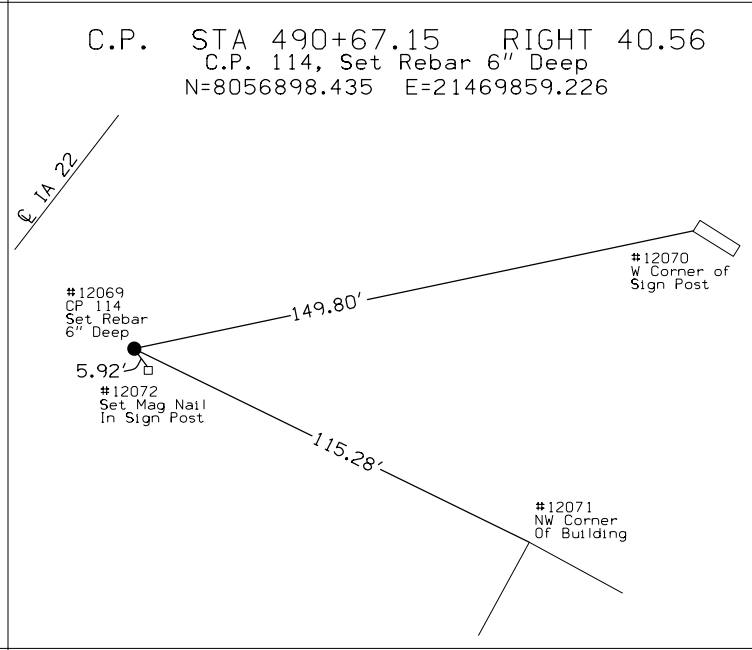 C.P. STA 490+67.15 RIGHT 40.56
C.P. 114, Set Rebar 6" Deep
N=8056898.435 E=21469859.226
℄ IA 22
#12070
W Corner of
Sign Post
#12069
CP 114
Set Rebar
6" Deep
149.80'
5.92'
#12072
Set Mag Nail
In Sign Post
115.28'
#12071
NW Corner
Of Building